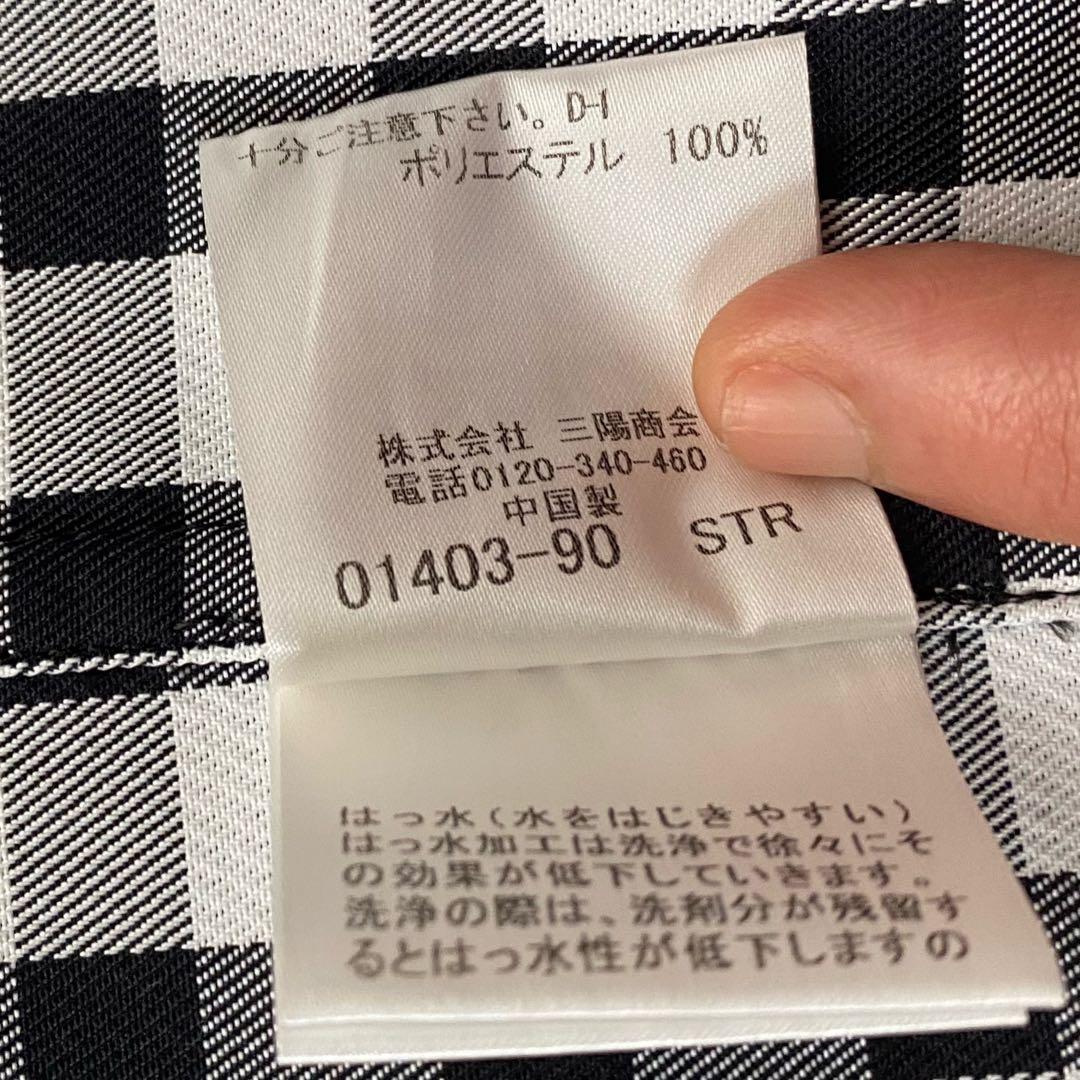 十分ご注意下さい。D-1
ポリエステル 100%
株式会社 三陽商会
電話0120-340-460
中国製
01403-90 STR
はっ水(水をはじきやすい)
はっ水加工は洗浄で徐々にそ
の効果が低下していきます。
洗浄の際は、洗剤分が残留す
るとはっ水性が低下しますの